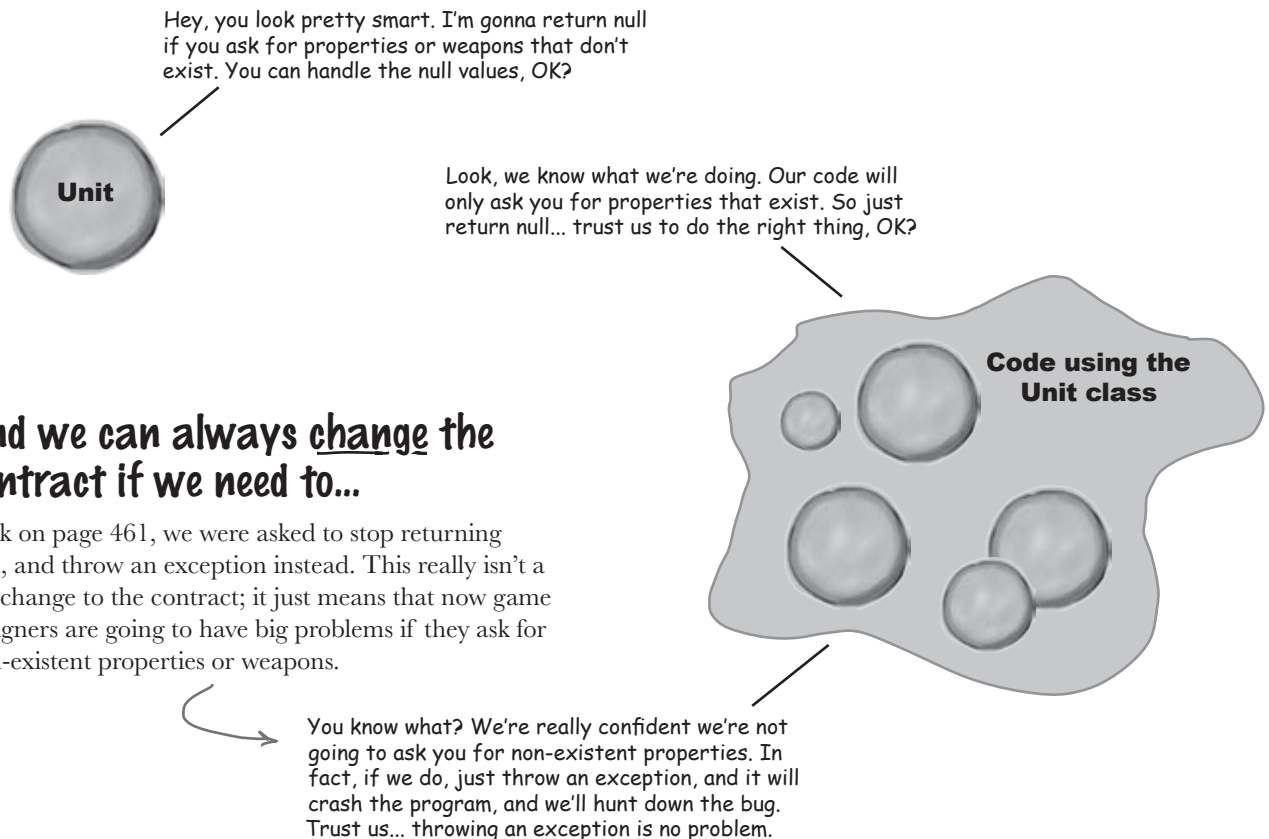 Hey, you look pretty smart. I'm gonna return null
if you ask for properties or weapons that don't
exist. You can handle the null values, OK?
Unit
Look, we know what we're doing. Our code will
only ask you for properties that exist. So just
return null... trust us to do the right thing, OK?
Code using the
Unit class
nd we can always change the
ntract if we need to...
k on page 461, we were asked to stop returning
, and throw an exception instead. This really isn't a
change to the contract; it just means that now game
gners are going to have big problems if they ask for
-existent properties or weapons.
You know what? We're really confident we're not
going to ask you for non-existent properties. In
fact, if we do, just throw an exception, and it will
crash the program, and we'll hunt down the bug.
Trust us... throwing an exception is no problem.